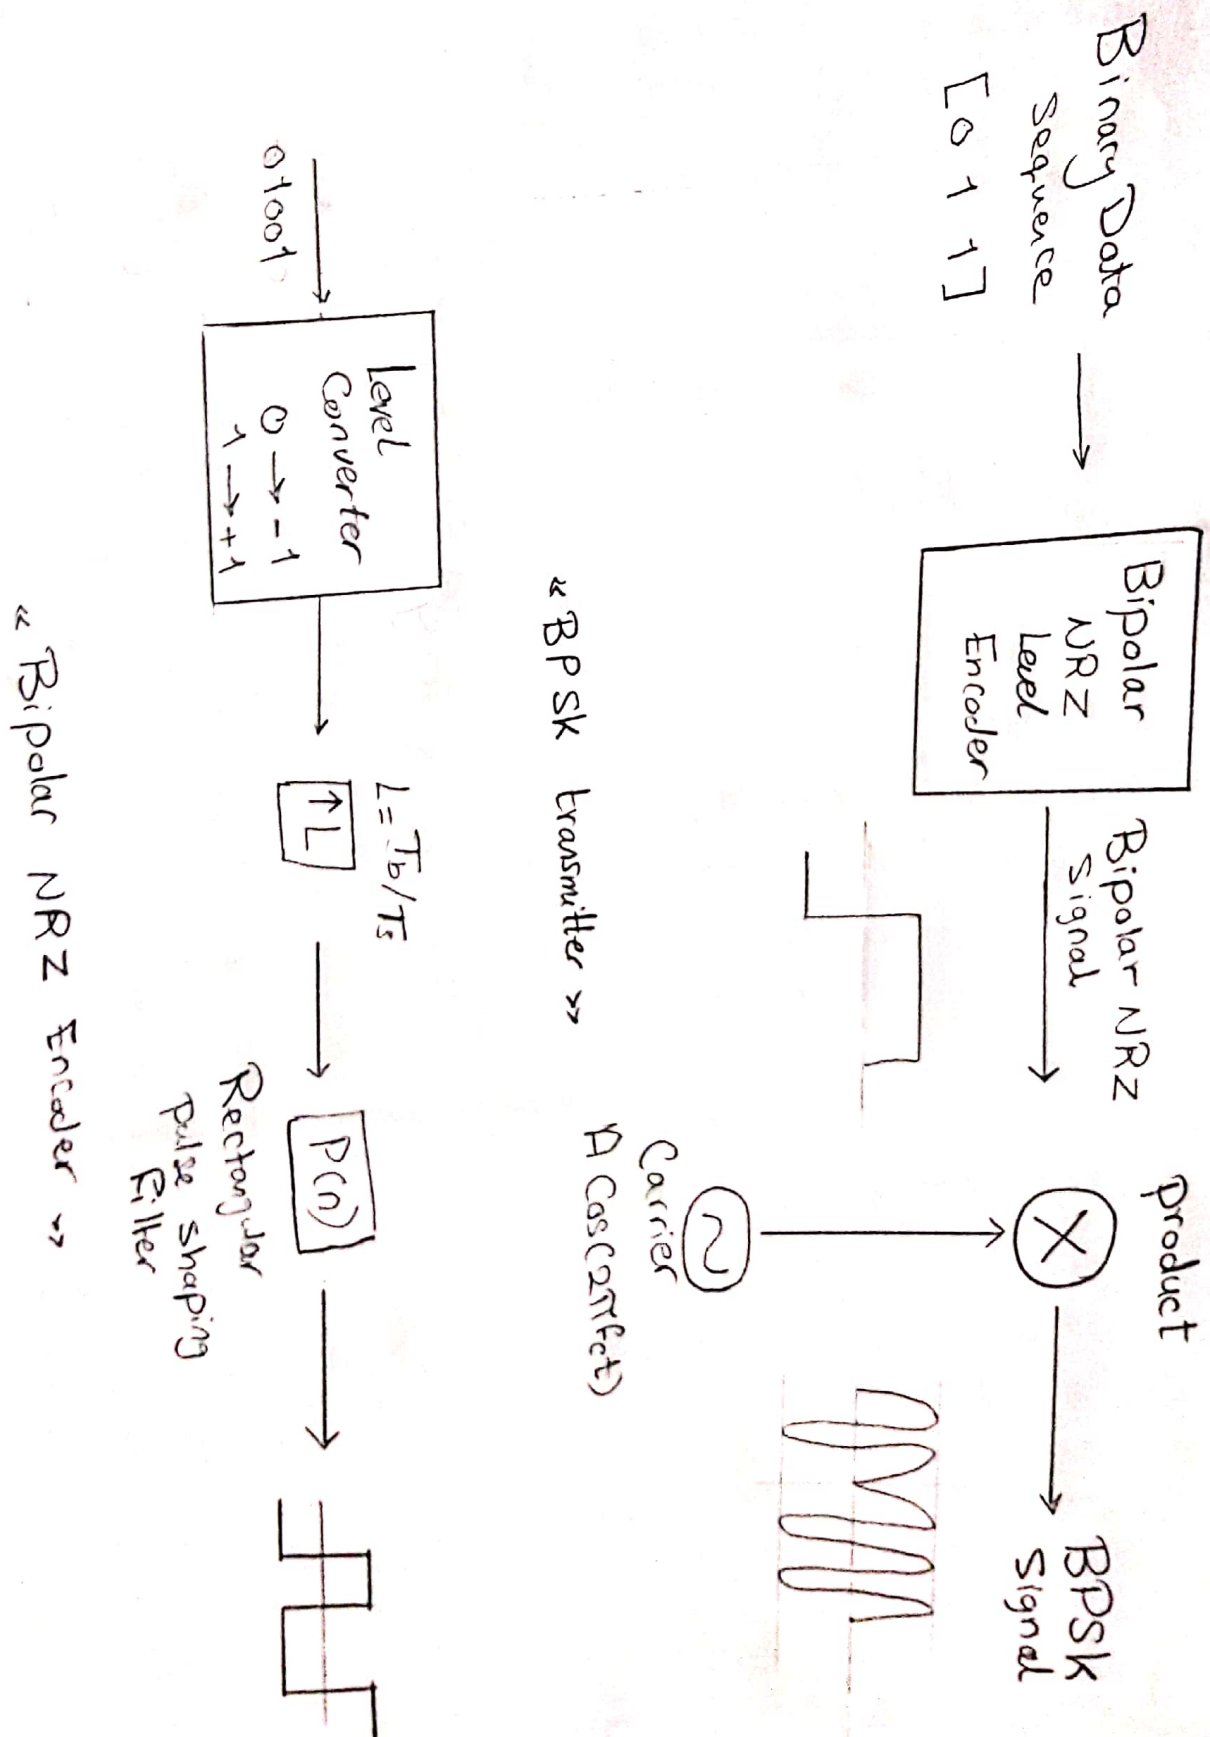 Binary Data
Sequence
[0 1 1]
Bipolar
NRZ
Level
Encoder
Bipolar NRZ
Signal
Product
X
Carrier
A Cos(2πfct)
BPSK
Signal
« BPSK transmitter »
01001
Level
Converter
0 → -1
1 → +1
L = Tb/Ts
↑L
P(n)
Rectangular
pulse shaping
Filter
« Bipolar NRZ Encoder »